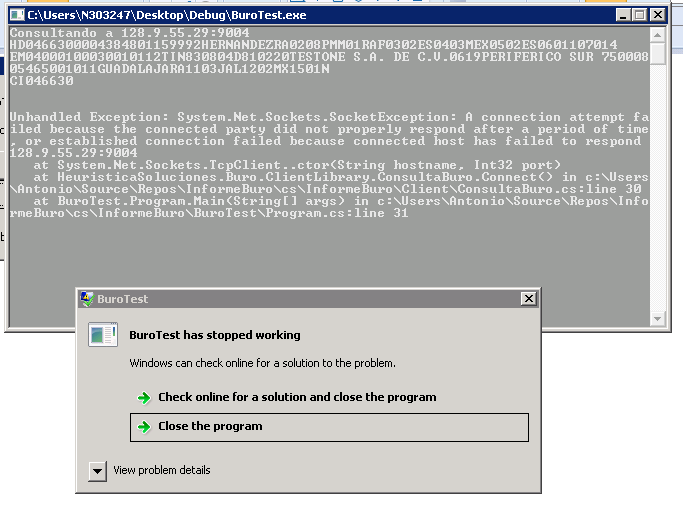 C:\Users\N303247\Desktop\Debug\BuroTest.exe
Consultando a 128.9.55.29:9004
HD04663000043848011599​92HERNANDEZRA0208PMM01RAF0302ES0403MEX0502ES0601107014
EM04000100030010112TIN830804D810220TESTONE S.A. DE C.V.0619PERIFERICO SUR 750008
05465001011GUADALAJARA1103JAL1202MX1501N
CI046630
Unhandled Exception: System.Net.Sockets.SocketException: A connection attempt fa
iled because the connected party did not properly respond after a period of time
, or established connection failed because connected host has failed to respond
128.9.55.29:9004
at System.Net.Sockets.TcpClient..ctor(String hostname, Int32 port)
at HeuristicaSoluciones.Buro.ClientLibrary.ConsultaBuro.Connect() in c:\Users
\Antonio\Source\Repos\InformeBuro\cs\InformeBuro\Client\ConsultaBuro.cs:line 30
at BuroTest.Program.Main(String[] args) in c:\Users\Antonio\Source\Repos\Info
rmeBuro\cs\InformeBuro\BuroTest\Program.cs:line 31
BuroTest
BuroTest has stopped working
Windows can check online for a solution to the problem.
Check online for a solution and close the program
Close the program
View problem details